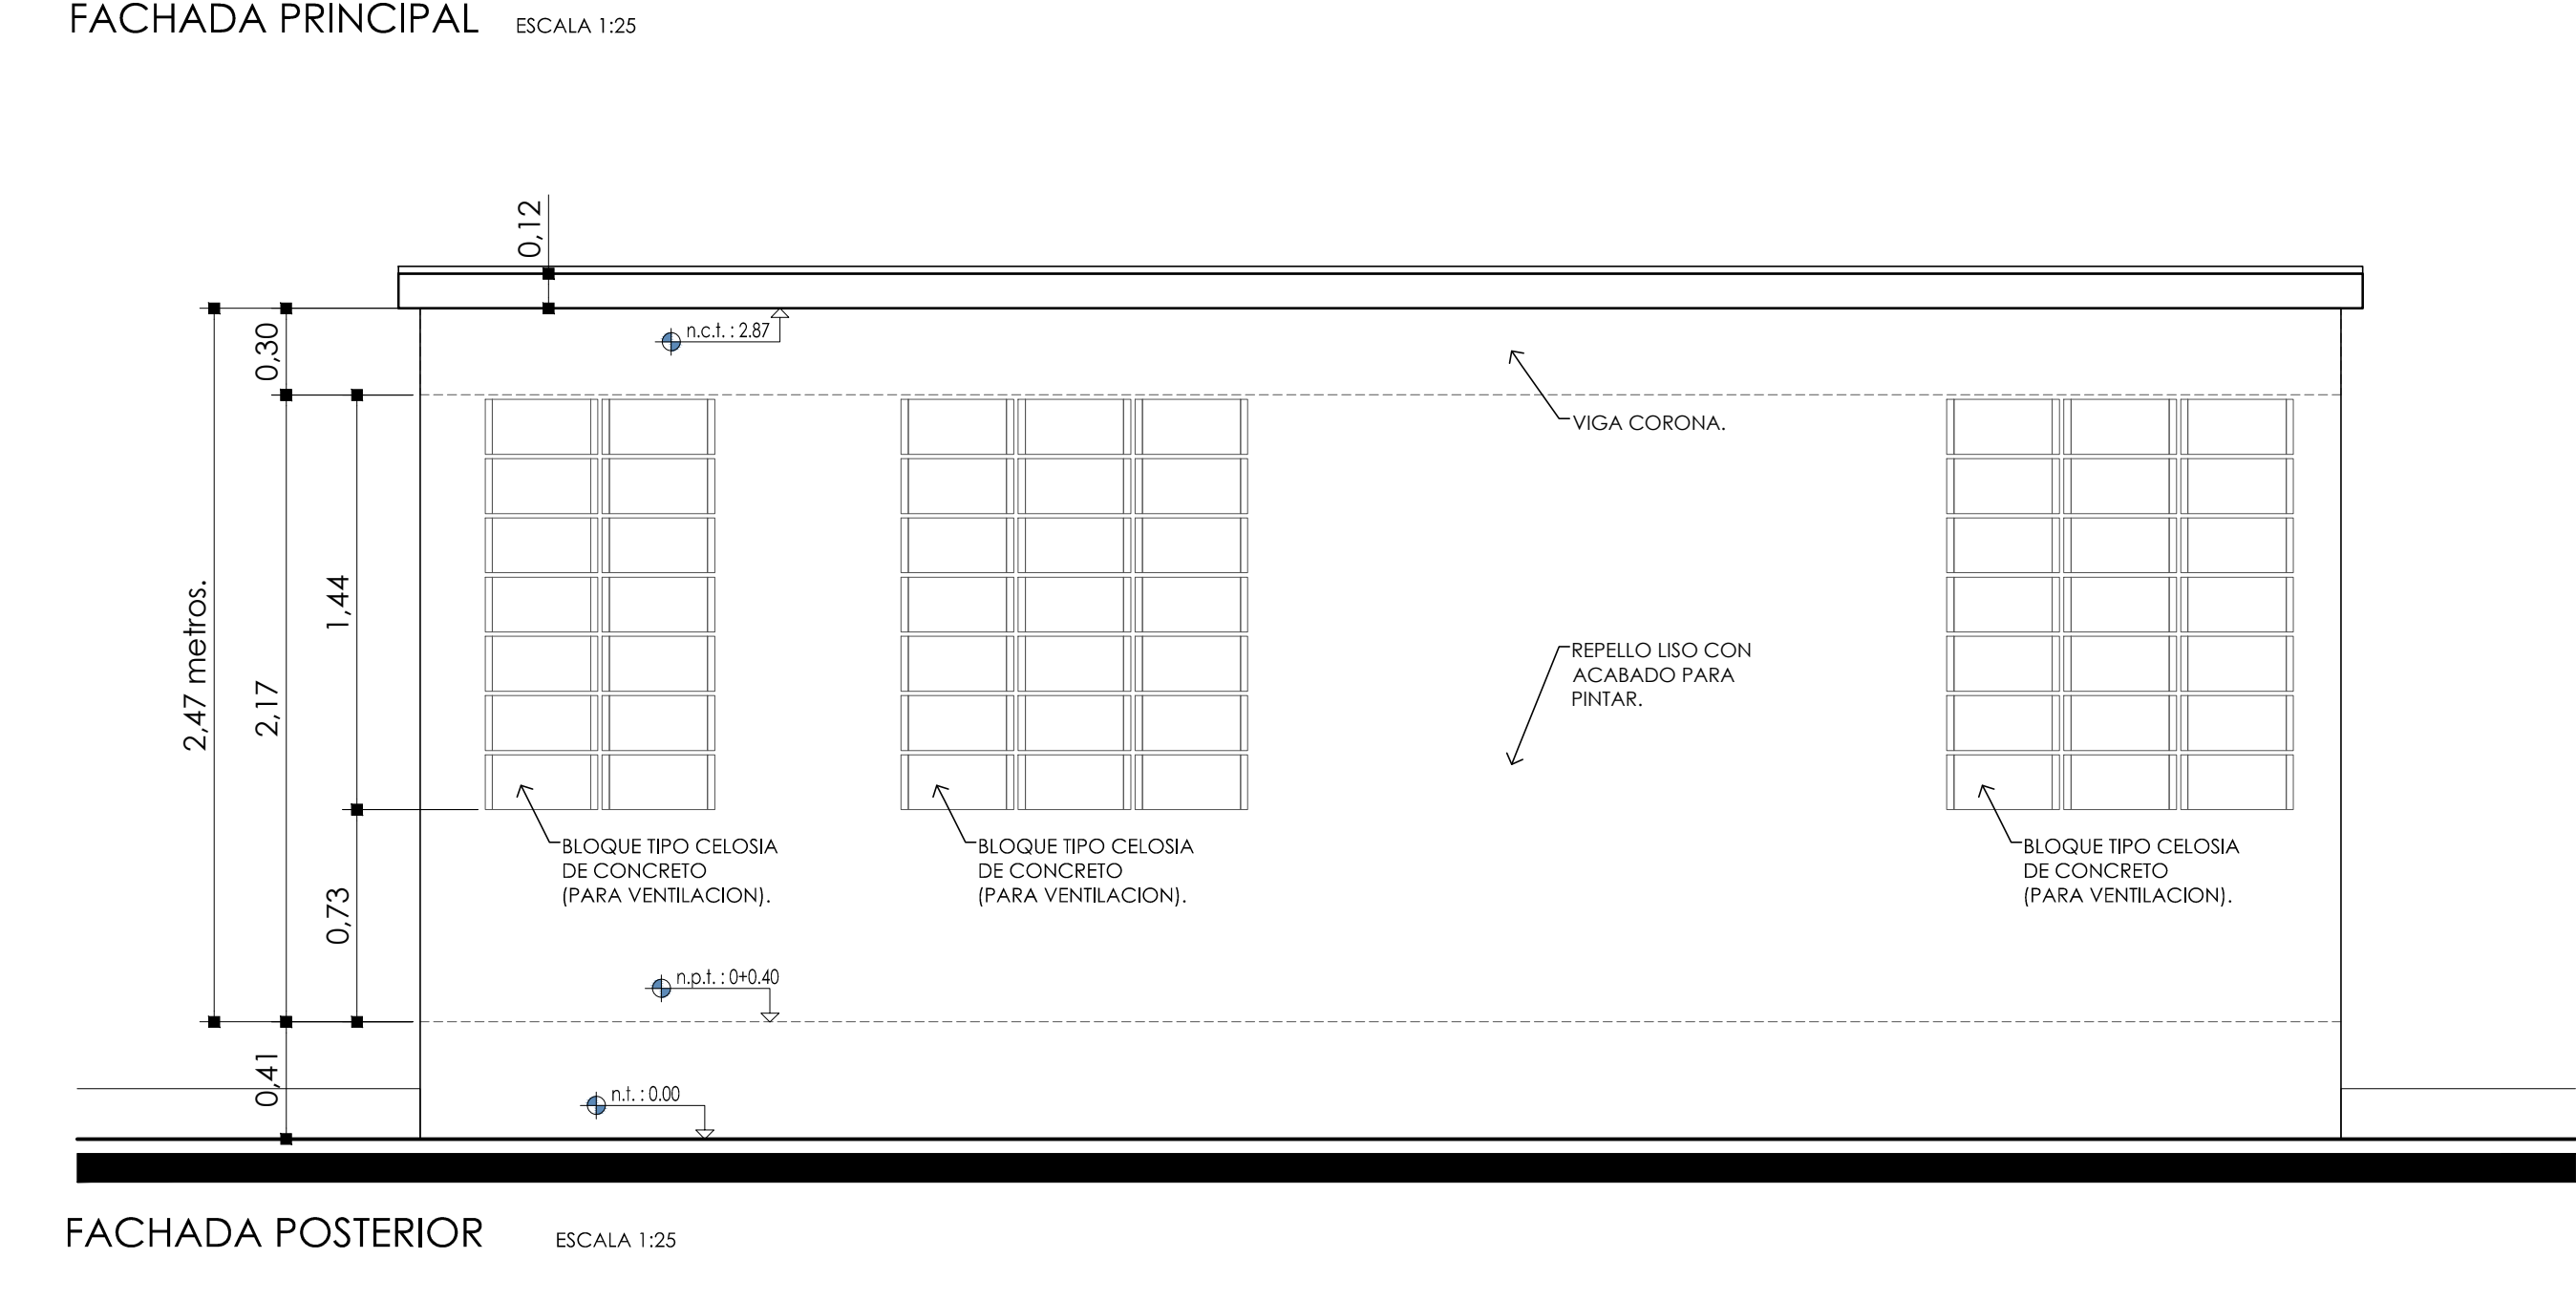 FACHADA PRINCIPAL ESCALA 1:25
0,12
n.c.t. : 2.87
0,30
VIGA CORONA.
1,44
2,47 metros.
2,17
REPELLO LISO CON
ACABADO PARA
PINTAR.
BLOQUE TIPO CELOSIA
DE CONCRETO
(PARA VENTILACION).
BLOQUE TIPO CELOSIA
DE CONCRETO
(PARA VENTILACION).
BLOQUE TIPO CELOSIA
DE CONCRETO
(PARA VENTILACION).
0,73
n.p.t. : 0+0.40
0,41
n.t. : 0.00
FACHADA POSTERIOR ESCALA 1:25